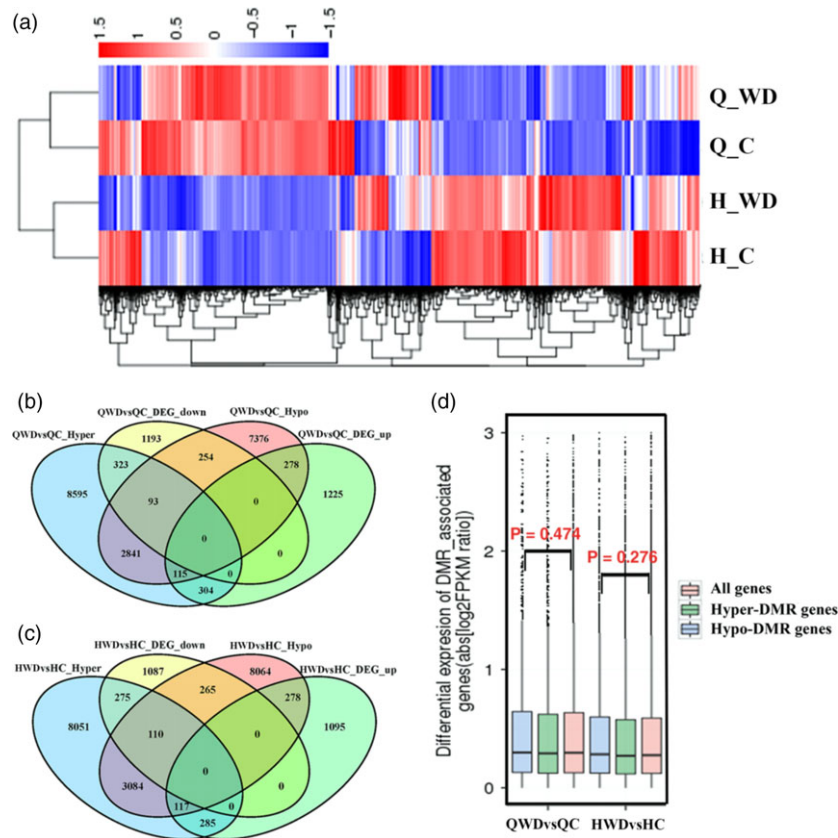 (a)
1.5 1 0.5 0 -0.5 -1 -1.5
Q_WD
Q_C
H_WD
H_C
(b)
QWDvsQC_DEG_down QWDvsQC_Hypo
QWDvsQC_Hyper QWDvsQC_DEG_up
1193 7376
323 254 278
8595 93 0 1225
0
2841 0
115 0
304
(c)
HWDvsHC_DEG_down HWDvsHC_Hypo
HWDvsHC_Hyper HWDvsHC_DEG_up
1087 8064
275 265 278
8051 110 0 1095
0
3084 0
117 0
285
(d)
Differential expresion of DMR_associated
genes(abs[log2FPKM ratio])
3
2
1
0
P = 0.474
P = 0.276
QWDvsQC HWDvsHC
All genes
Hyper-DMR genes
Hypo-DMR genes